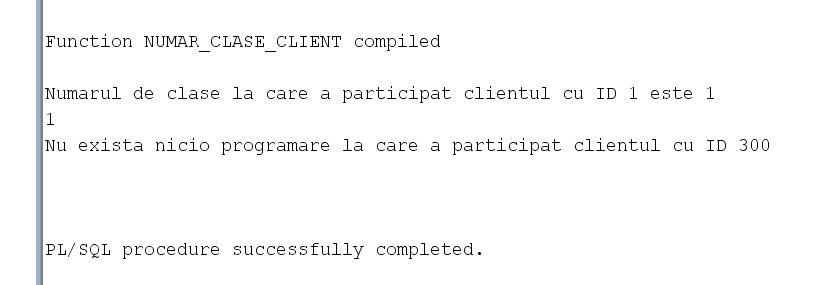 Function NUMAR_CLASE_CLIENT compiled
Numarul de clase la care a participat clientul cu ID 1 este 1
1
Nu exista nicio programare la care a participat clientul cu ID 300
PL/SQL procedure successfully completed.